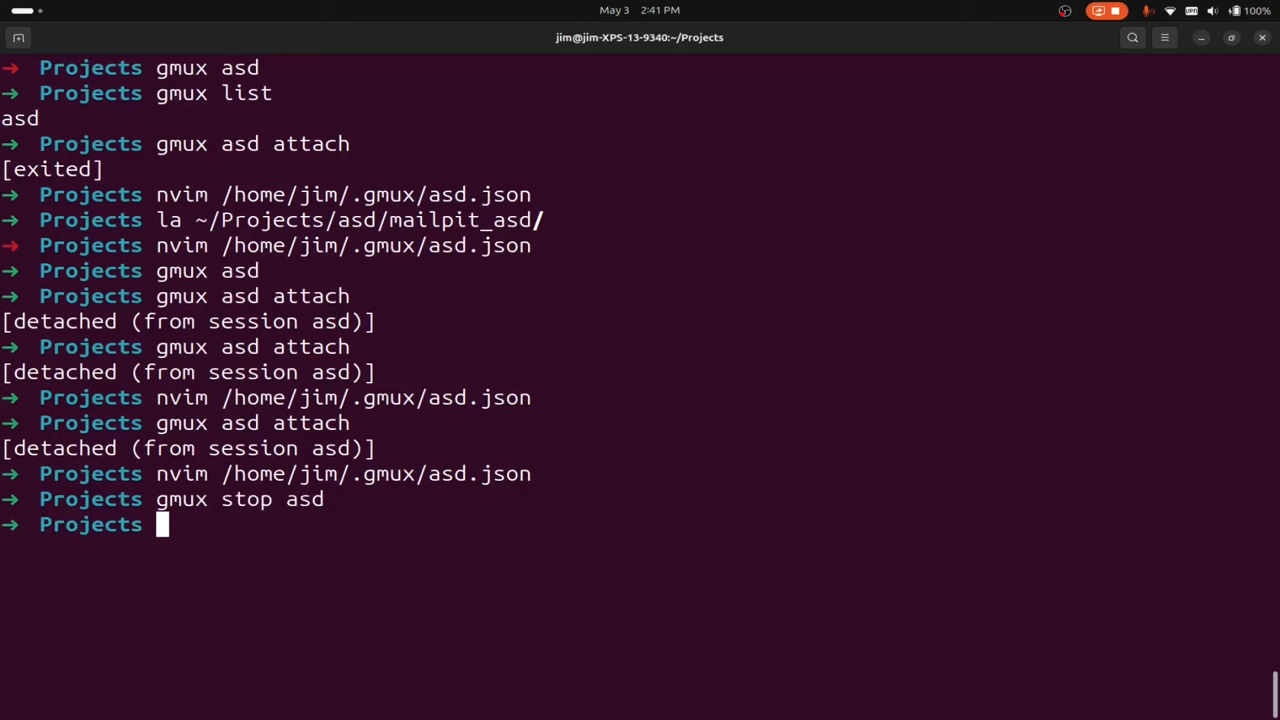 May 3 2:41 PM
VPN
100%
jim@jim-XPS-13-9340:~/Projects
→ Projects gmux asd
→ Projects gmux list
asd
→ Projects gmux asd attach
[exited]
→ Projects nvim /home/jim/.gmux/asd.json
→ Projects la ~/Projects/asd/mailpit_asd/
→ Projects nvim /home/jim/.gmux/asd.json
→ Projects gmux asd
→ Projects gmux asd attach
[detached (from session asd)]
→ Projects gmux asd attach
[detached (from session asd)]
→ Projects nvim /home/jim/.gmux/asd.json
→ Projects gmux asd attach
[detached (from session asd)]
→ Projects nvim /home/jim/.gmux/asd.json
→ Projects gmux stop asd
→ Projects